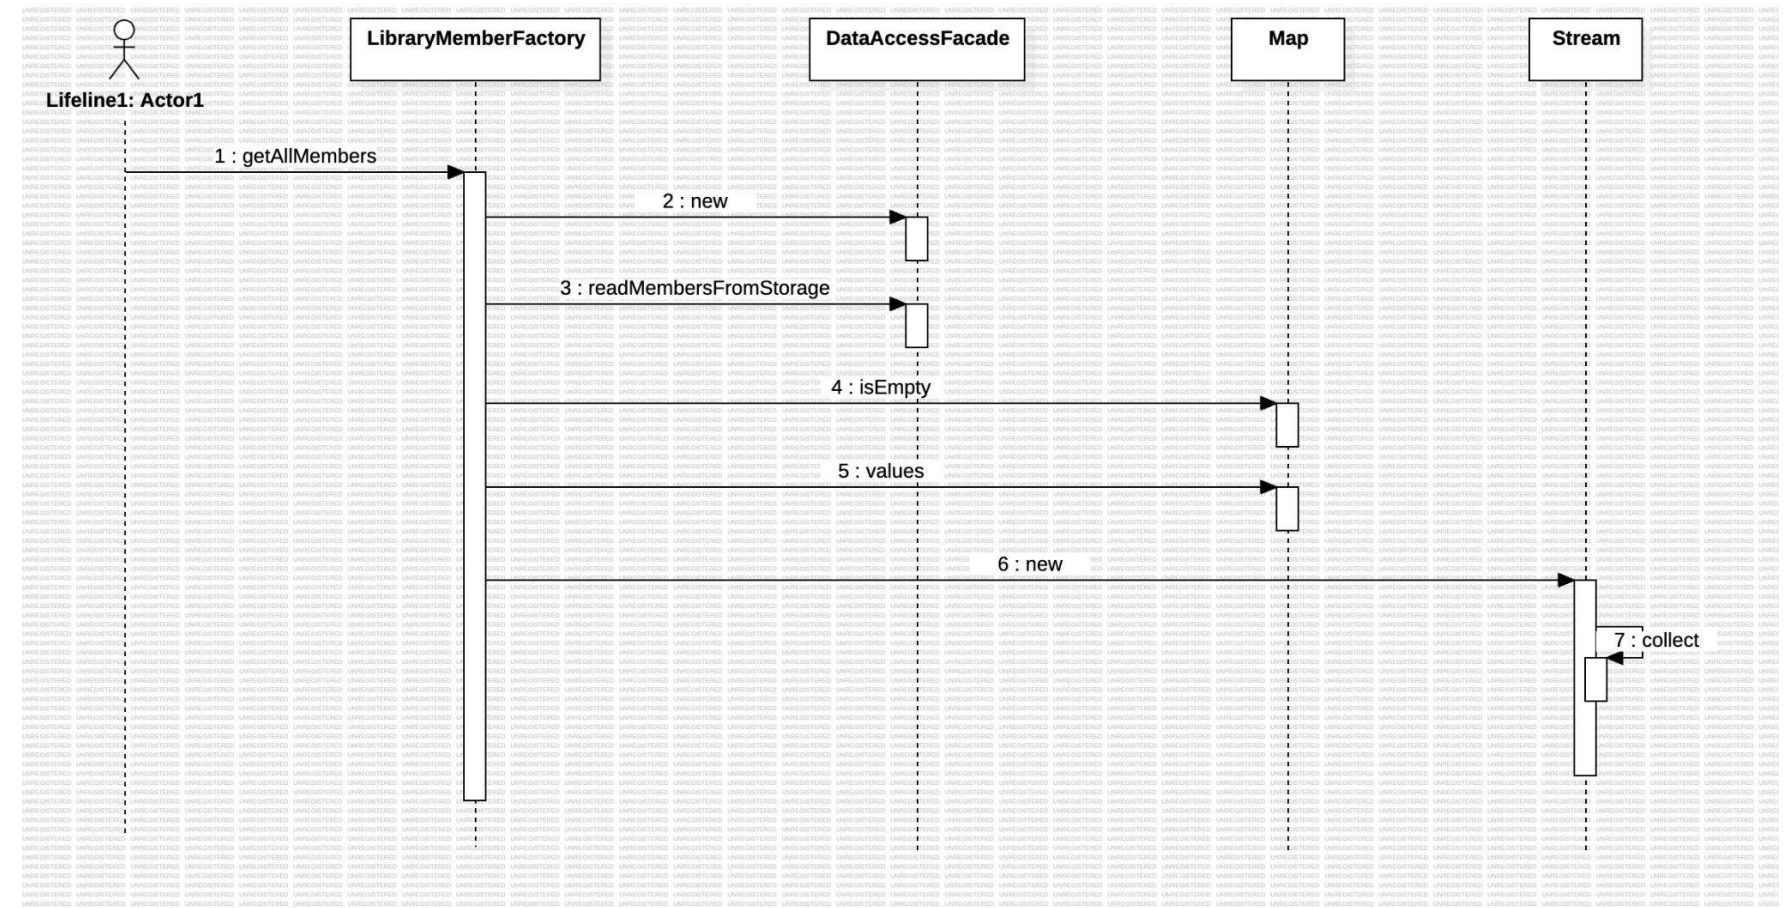 LibraryMemberFactory
DataAccessFacade
Map
Stream
Lifeline1: Actor1
1 : getAllMembers
2 : new
3 : readMembersFromStorage
4 : isEmpty
5 : values
6 : new
7 : collect
UNREGISTERED